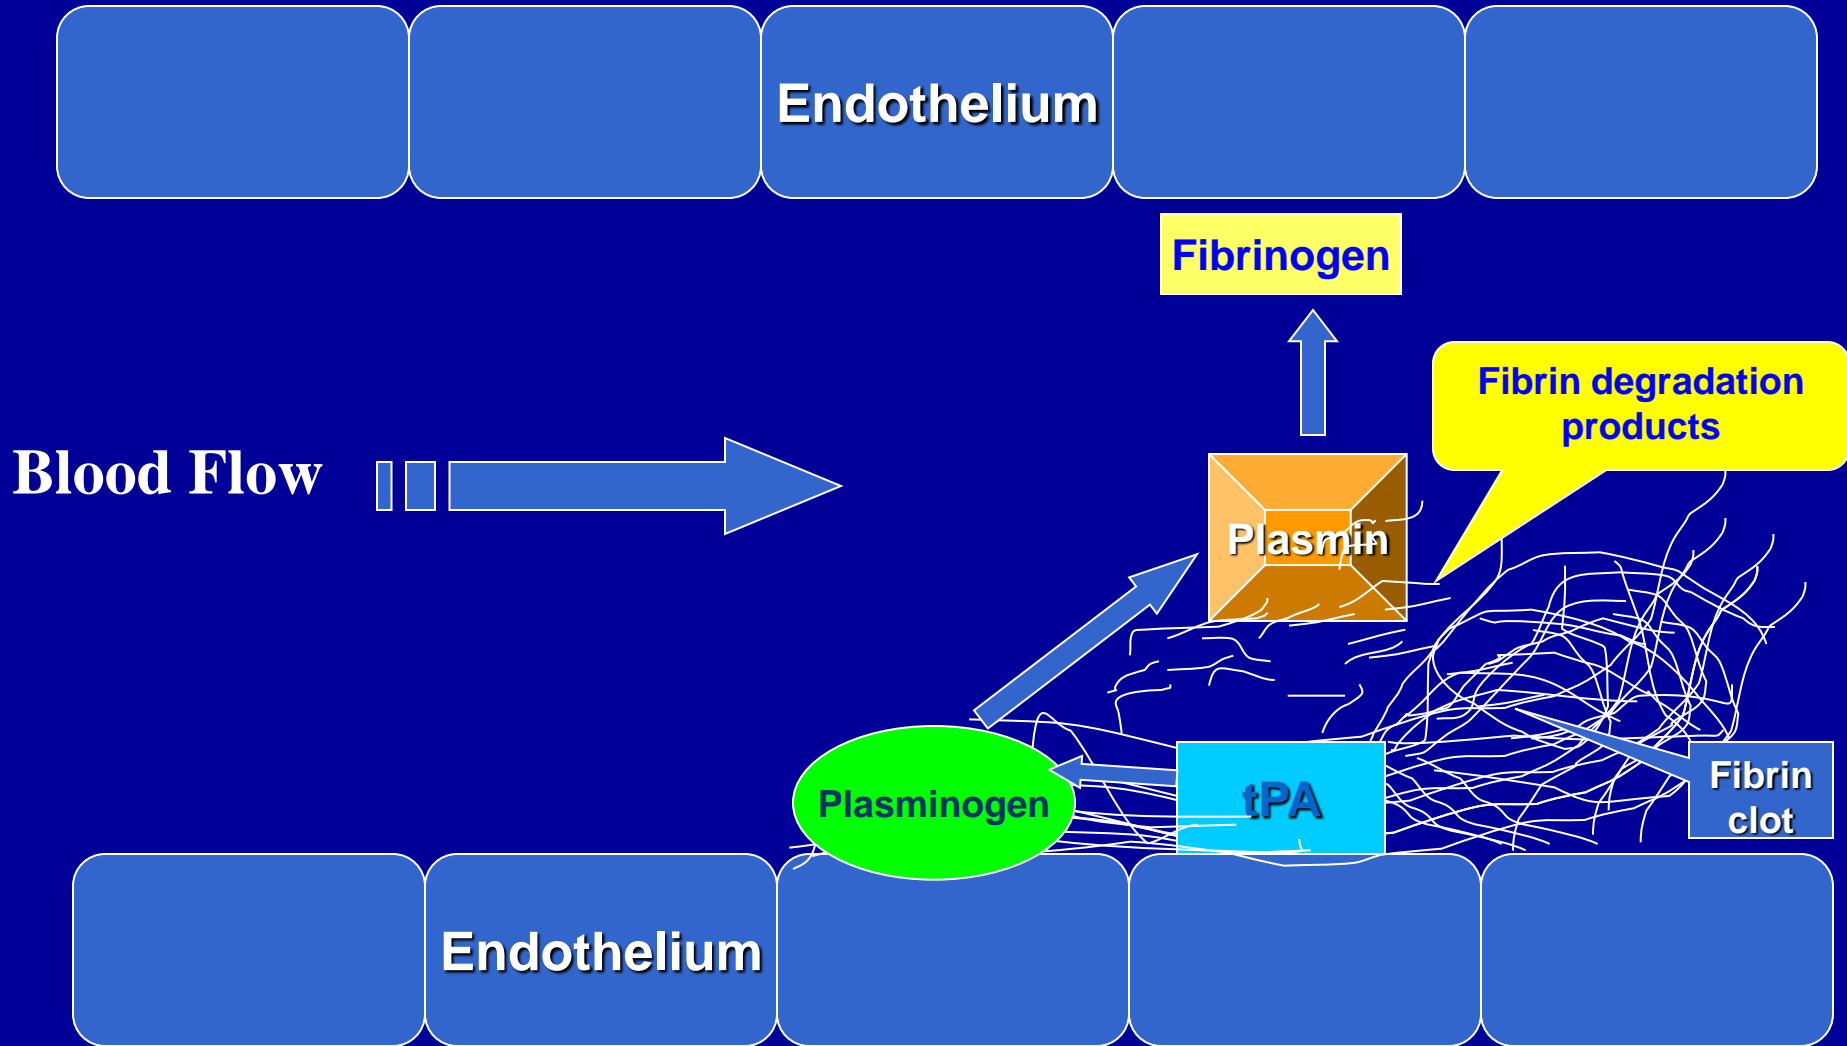 Endothelium
Fibrinogen
Fibrin degradation
products
Blood Flow
Plasmin
Plasminogen
tPA
Fibrin
clot
Endothelium